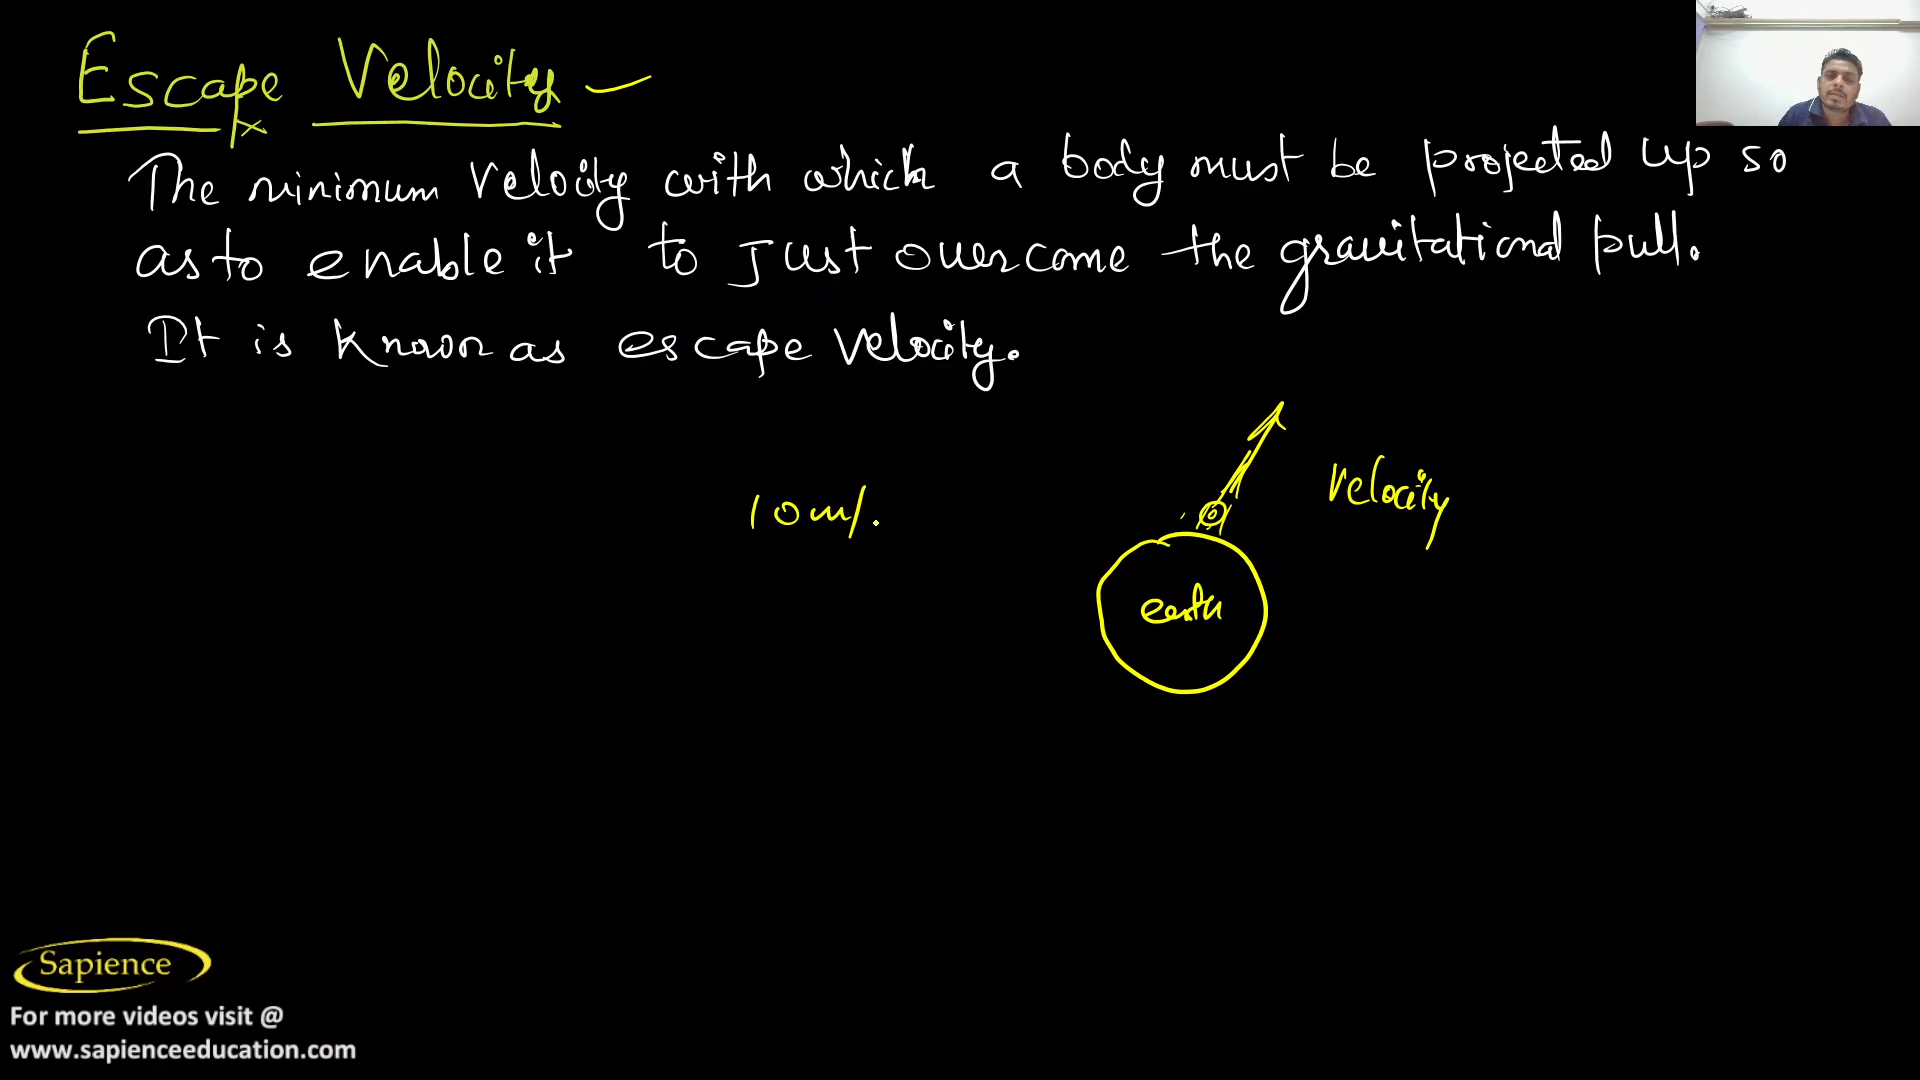 Escape Velocity
The minimum velocity with which a body must be projected up so
as to enable it to just overcome the gravitational pull.
It is known as escape velocity.
10m/.
Velocity
earth
Sapience
For more videos visit @
www.sapienceeducation.com